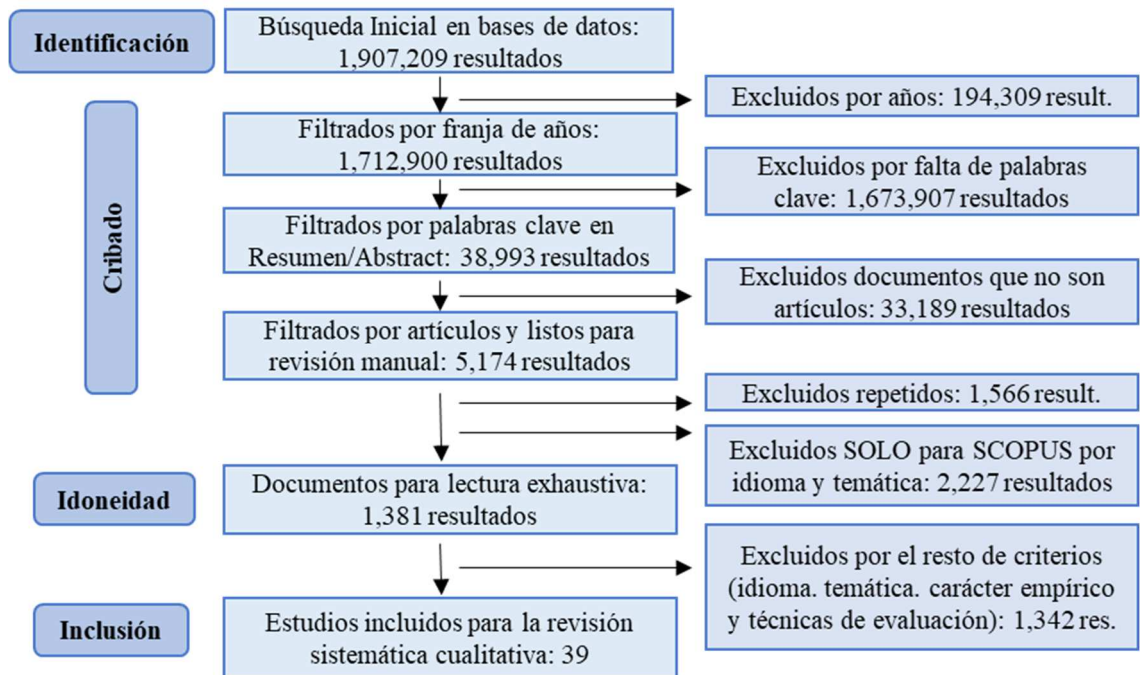 Identificación
Búsqueda Inicial en bases de datos:
1,907,209 resultados
Excluidos por años: 194,309 result.
Cribado
Filtrados por franja de años:
1,712,900 resultados
Excluidos por falta de palabras
clave: 1,673,907 resultados
Filtrados por palabras clave en
Resumen/Abstract: 38,993 resultados
Excluidos documentos que no son
artículos: 33,189 resultados
Filtrados por artículos y listos para
revisión manual: 5,174 resultados
Excluidos repetidos: 1,566 result.
Excluidos SOLO para SCOPUS por
idioma y temática: 2,227 resultados
Idoneidad
Documentos para lectura exhaustiva:
1,381 resultados
Excluidos por el resto de criterios
(idioma. temática. carácter empírico
y técnicas de evaluación): 1,342 res.
Inclusión
Estudios incluidos para la revisión
sistemática cualitativa: 39